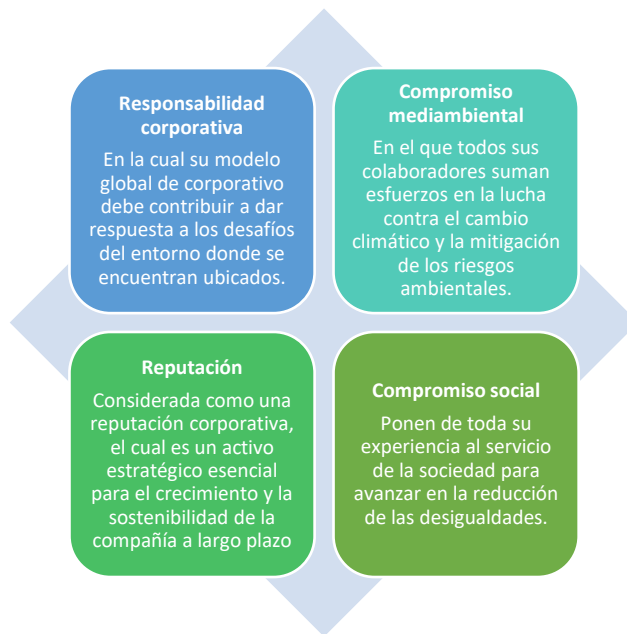 Responsabilidad
corporativa
En la cual su modelo
global de corporativo
debe contribuir a dar
respuesta a los desafíos
del entorno donde se
encuentran ubicados.
Compromiso
mediambiental
En el que todos sus
colaboradores suman
esfuerzos en la lucha
contra el cambio
climático y la mitigación
de los riesgos
ambientales.
Reputación
Considerada como una
reputación corporativa,
el cual es un activo
estratégico esencial
para el crecimiento y la
sostenibilidad de la
compañía a largo plazo
Compromiso social
Ponen de toda su
experiencia al servicio
de la sociedad para
avanzar en la reducción
de las desigualdades.